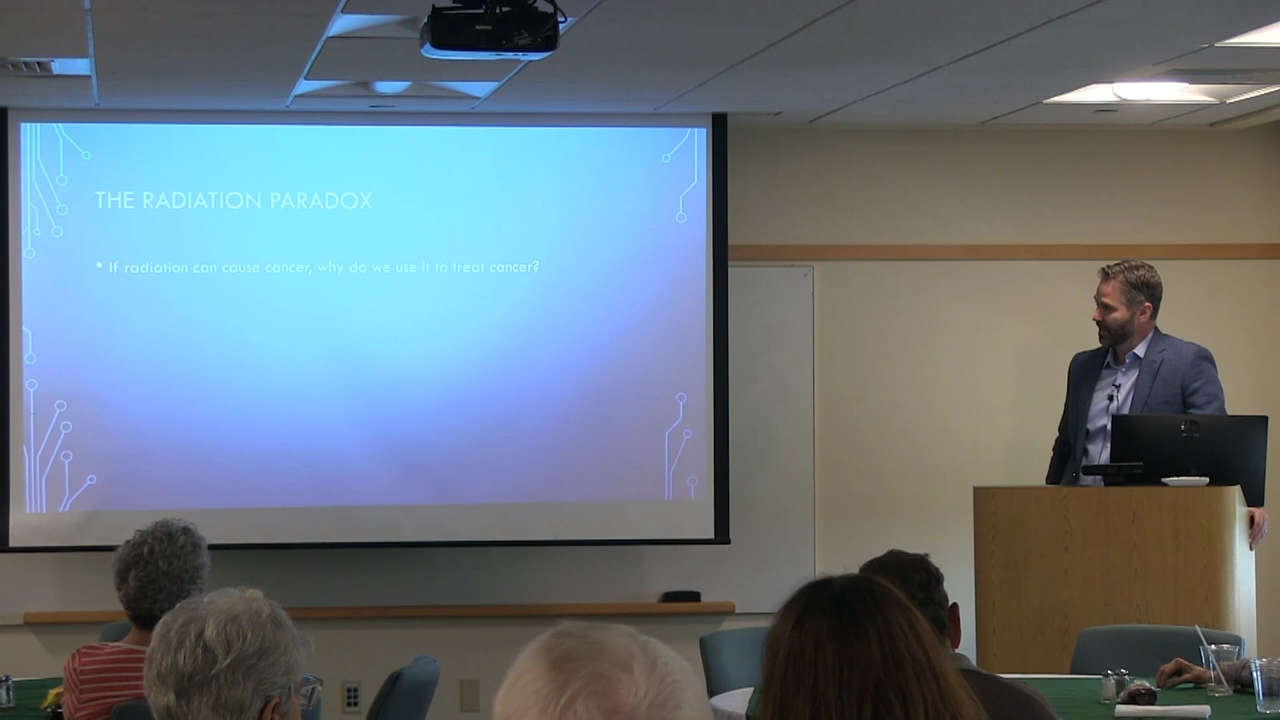 THE RADIATION PARADOX
• If radiation can cause cancer, why do we use it to treat cancer?